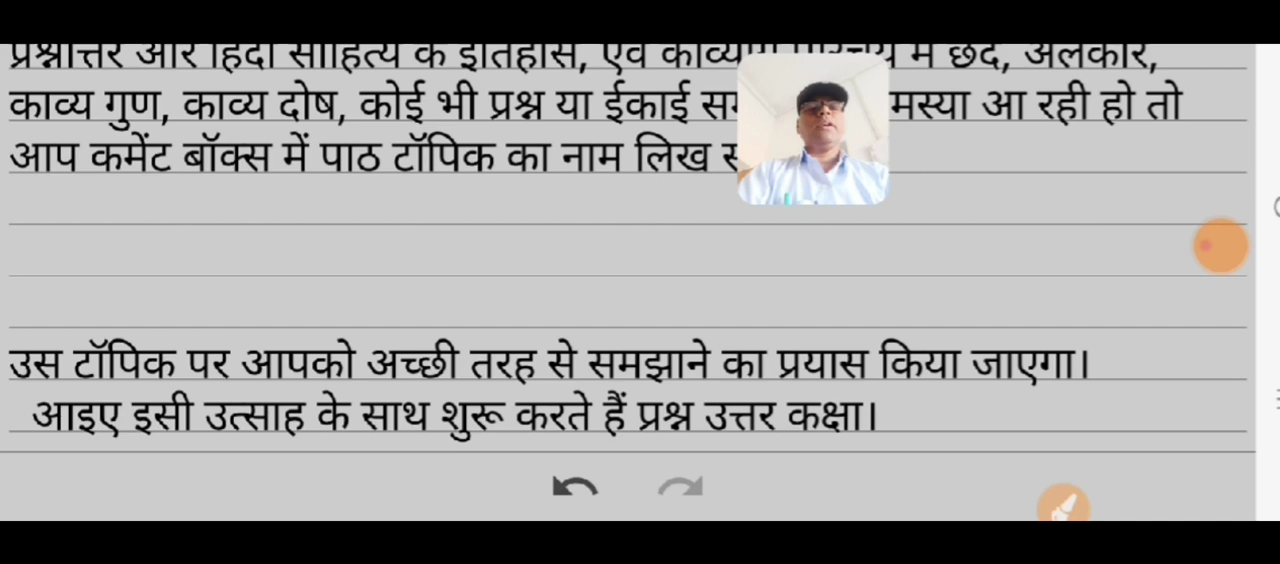 प्रश्नोत्तर और हिंदी साहित्य के इतिहास, एवं में छंद, अलंकार,
काव्य गुण, काव्य दोष, कोई भी प्रश्न या ईकाई आ रही हो तो
आप कमेंट बॉक्स में पाठ टॉपिक का नाम लिख
उस टॉपिक पर आपको अच्छी तरह से समझाने का प्रयास किया जाएगा।
आइए इसी उत्साह के साथ शुरू करते हैं प्रश्न उत्तर कक्षा।